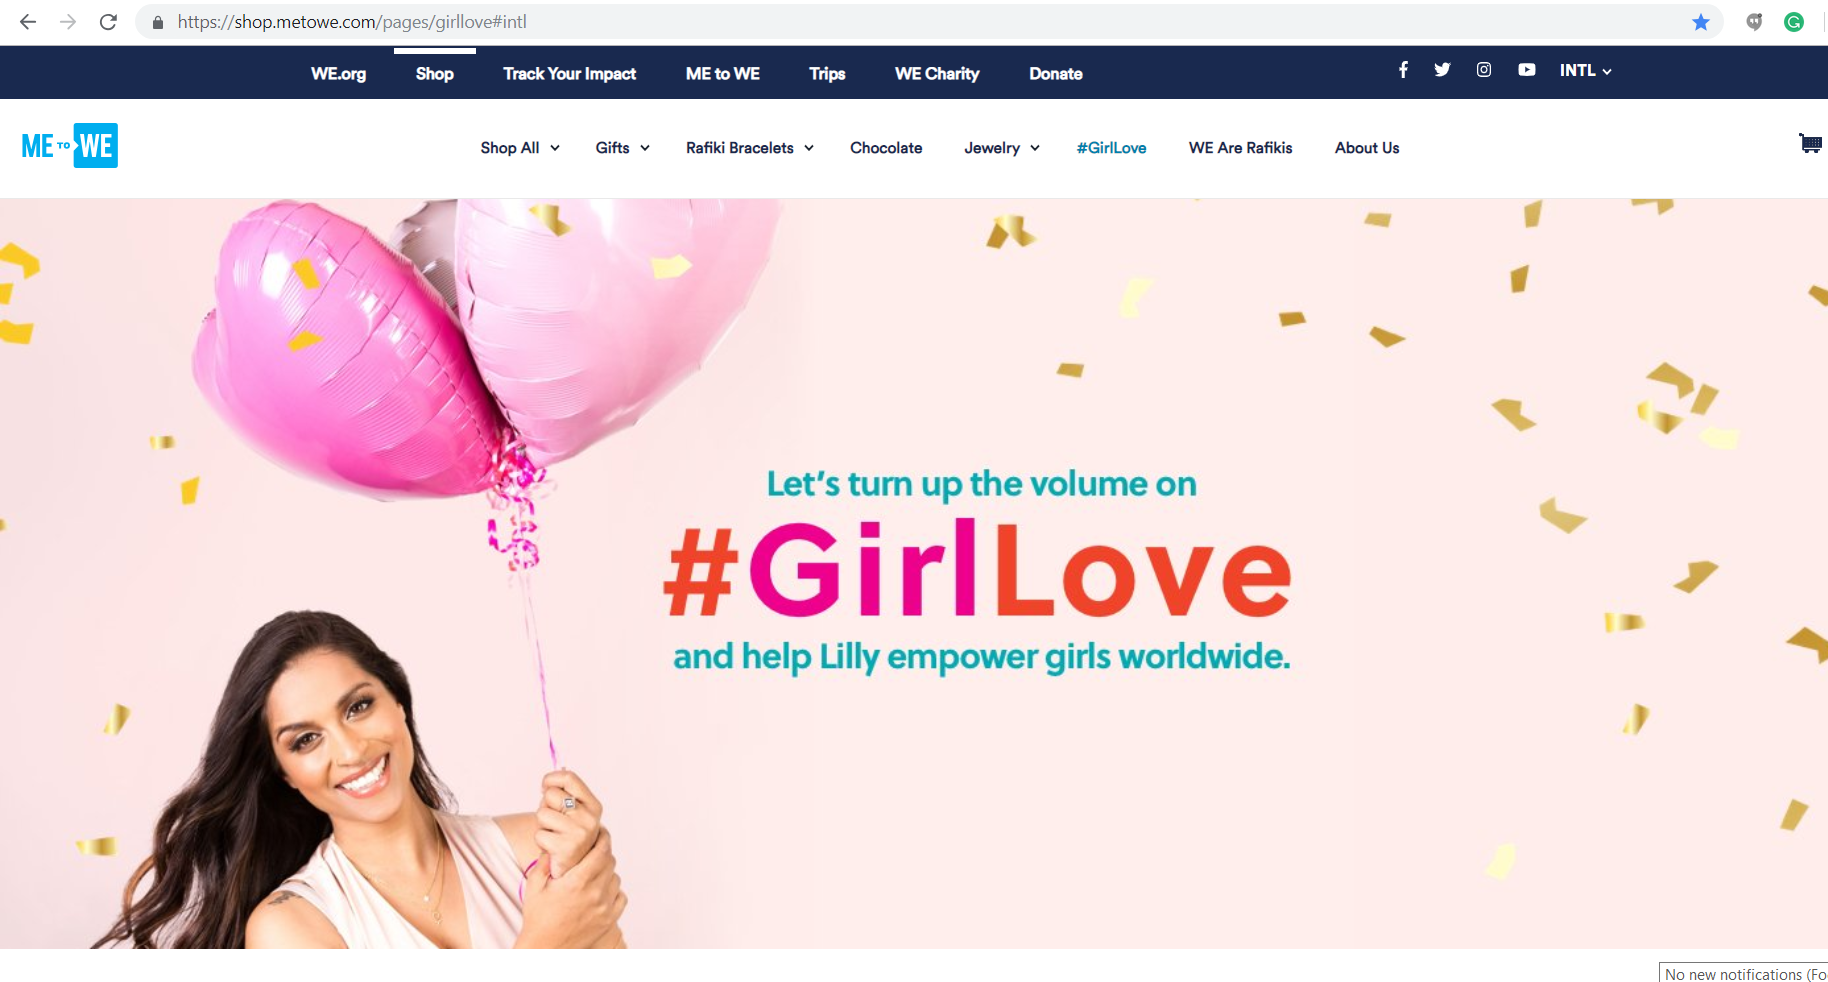 https://shop.metowe.com/pages/girllove#intl
WE.org Shop Track Your Impact ME to WE Trips WE Charity Donate INTL
ME TO WE
Shop All Gifts Rafiki Bracelets Chocolate Jewelry #GirlLove WE Are Rafikis About Us
Let's turn up the volume on
#GirlLove
and help Lilly empower girls worldwide.
No new notifications (Fo